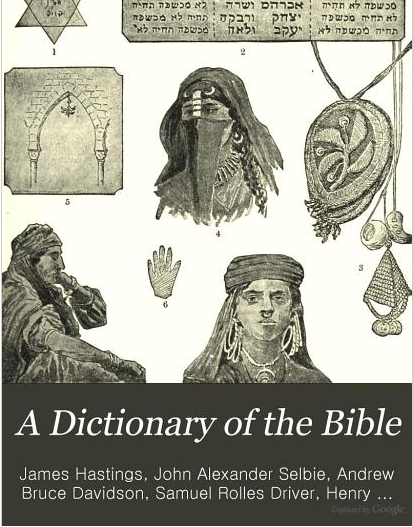 אברהם ושרה
יצחק ורבקה
יעקב ולאה
1
2
5
4
3
6
A Dictionary of the Bible
James Hastings, John Alexander Selbie, Andrew
Bruce Davidson, Samuel Rolles Driver, Henry ...
Digitized by Google